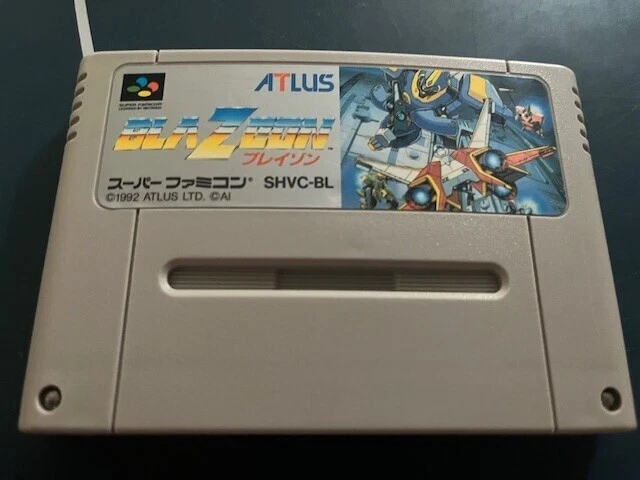 ATLUS
SUPER FAMICOM
BLAZEON™
ブレイゾン
スーパーファミコン® SHVC-BL
©1992 ATLUS LTD. ©AI